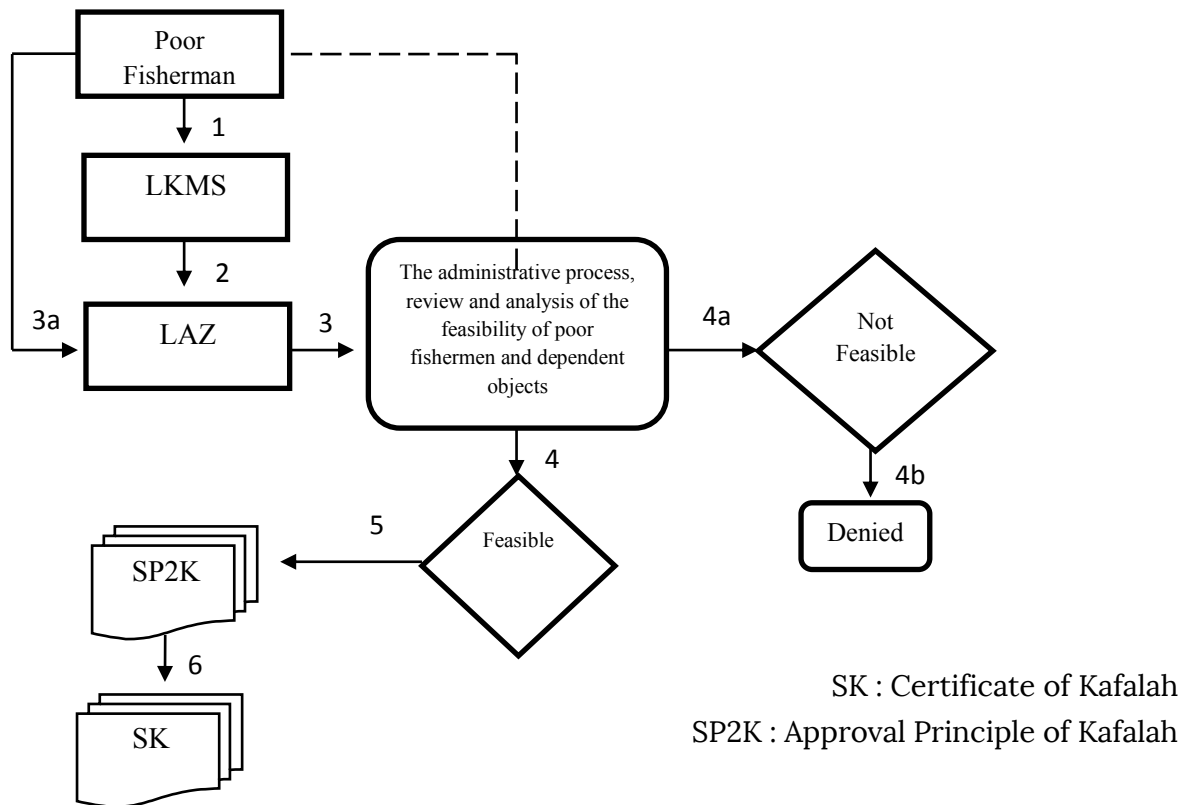 Poor
Fisherman
1
LKMS
2
3a
LAZ
3
The administrative process,
review and analysis of the
feasibility of poor
fishermen and dependent
objects
4a
Not
Feasible
4b
Denied
4
Feasible
5
SP2K
6
SK
SK : Certificate of Kafalah
SP2K : Approval Principle of Kafalah